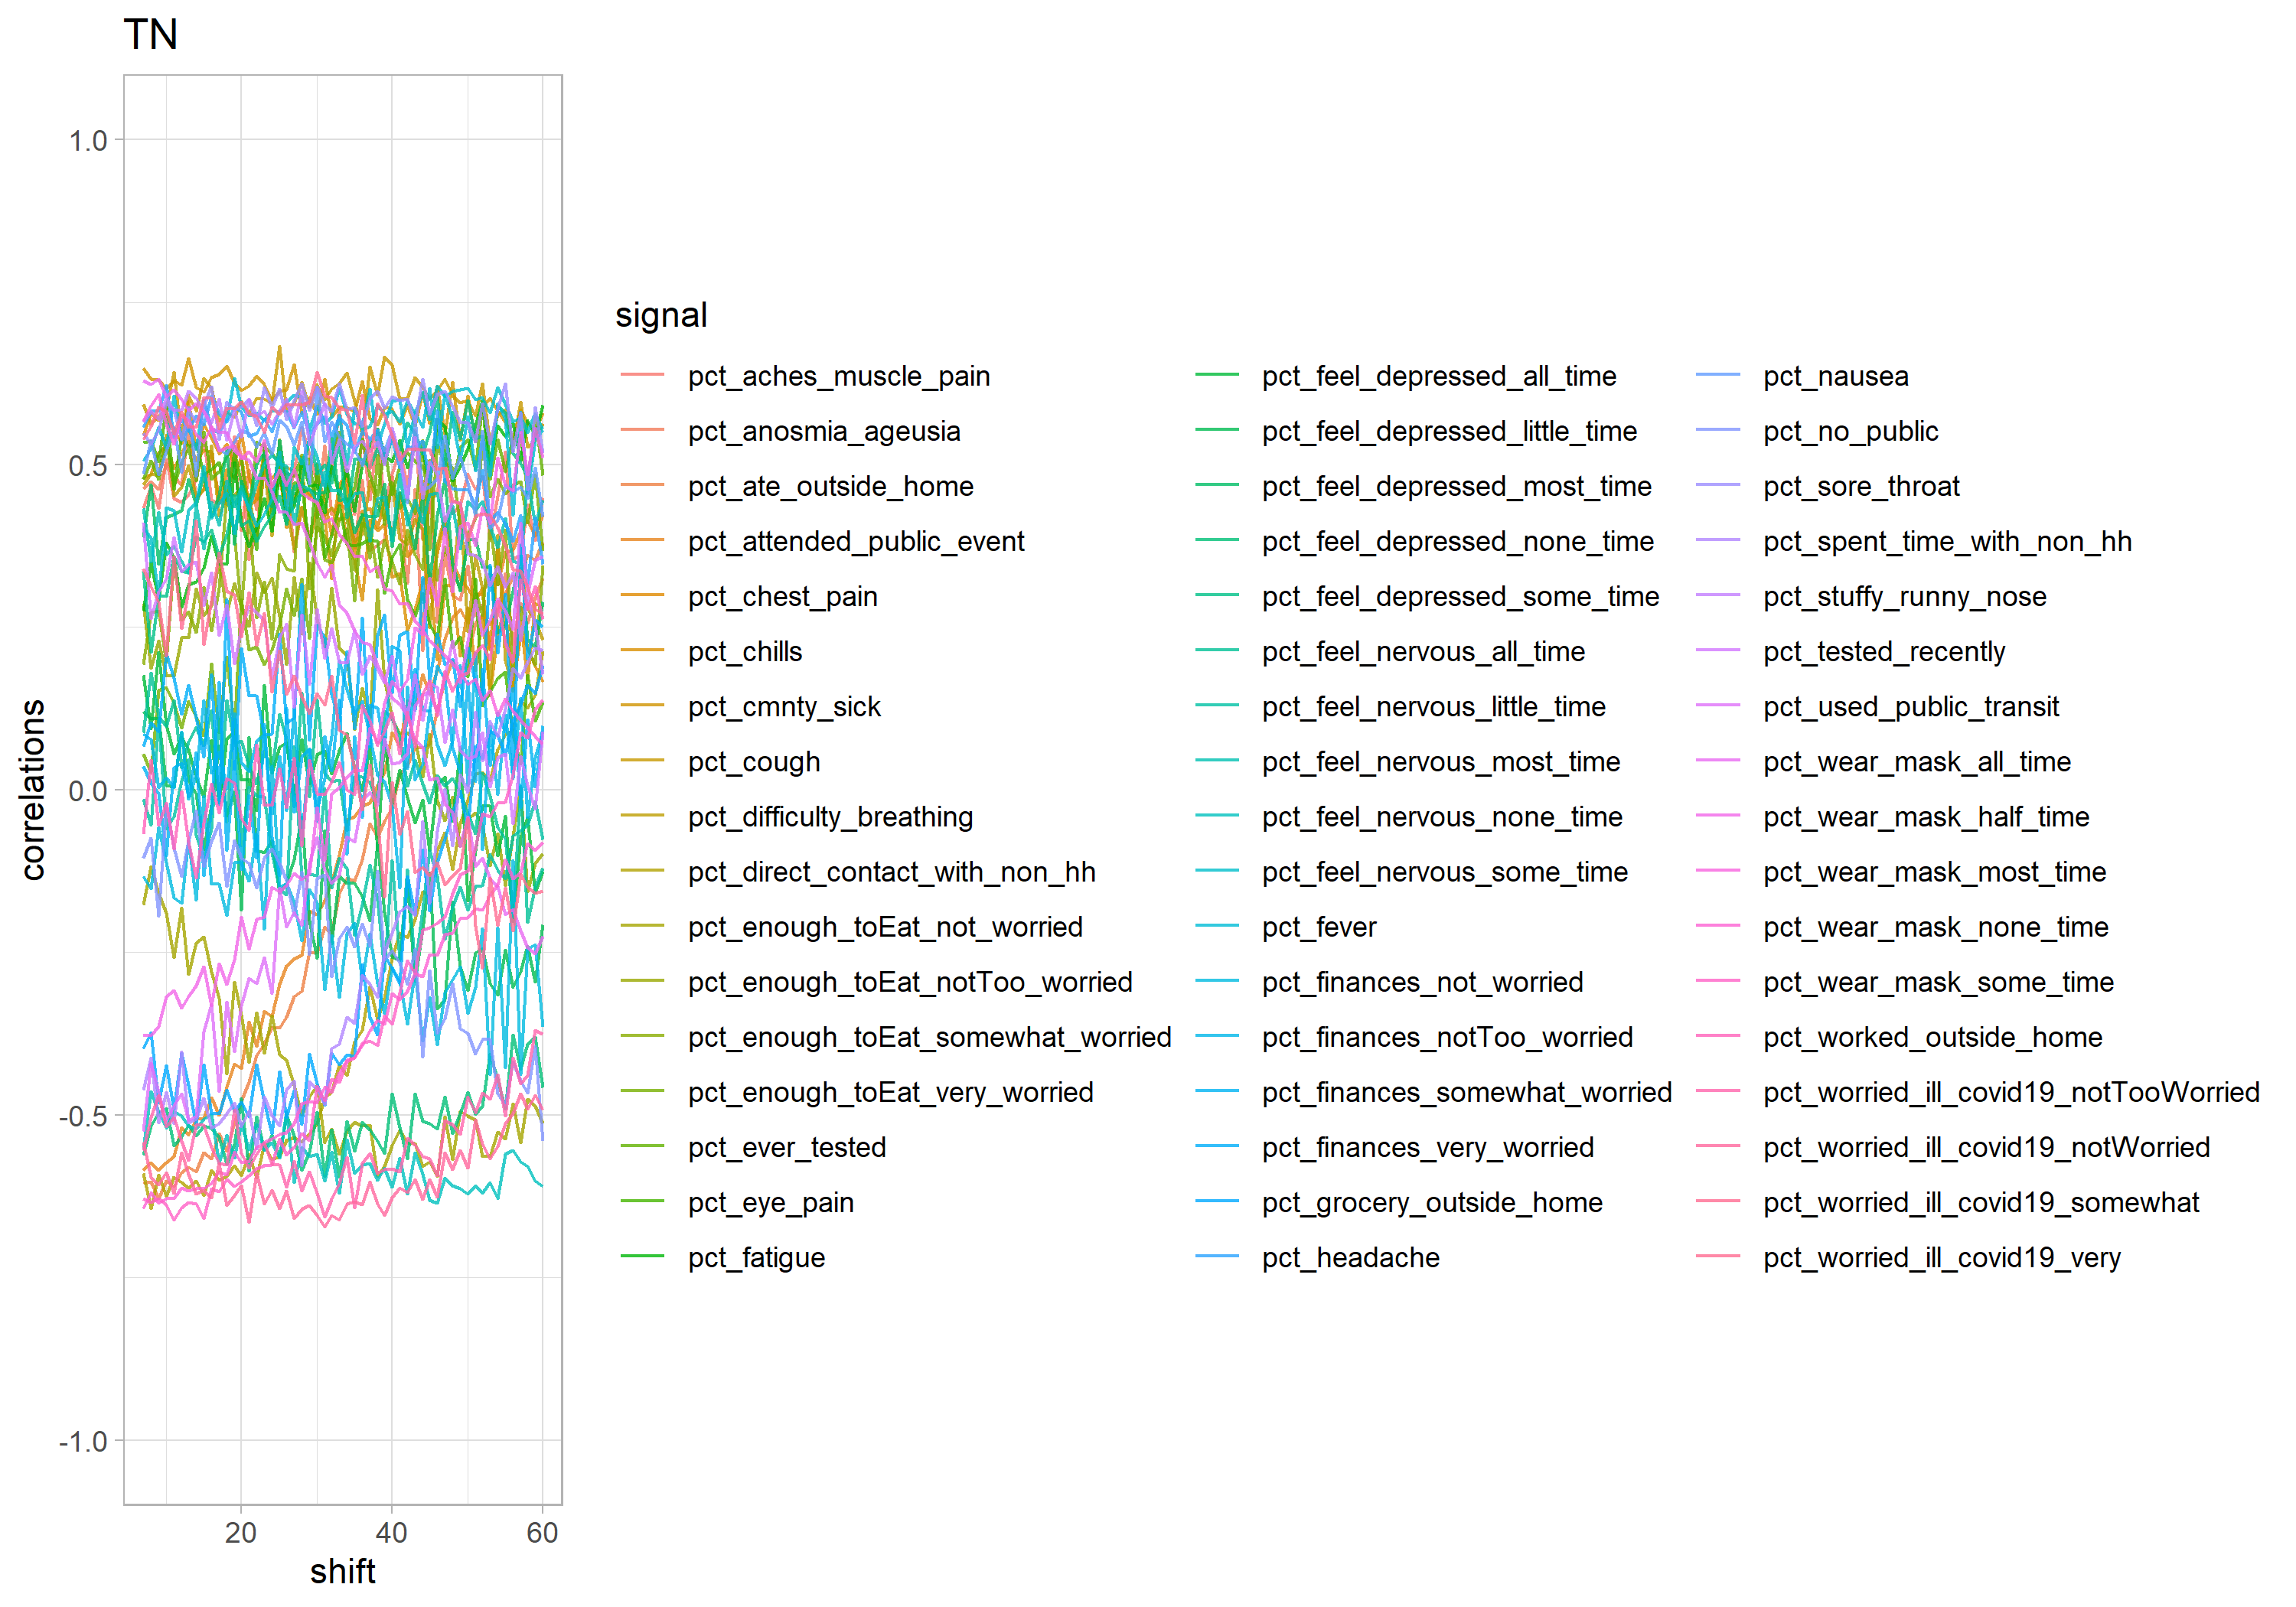 TN
1.0
0.5
0.0
-0.5
-1.0
correlations
20 40 60
shift
signal
pct_aches_muscle_pain
pct_anosmia_ageusia
pct_ate_outside_home
pct_attended_public_event
pct_chest_pain
pct_chills
pct_cmnty_sick
pct_cough
pct_difficulty_breathing
pct_direct_contact_with_non_hh
pct_enough_toEat_not_worried
pct_enough_toEat_notToo_worried
pct_enough_toEat_somewhat_worried
pct_enough_toEat_very_worried
pct_ever_tested
pct_eye_pain
pct_fatigue
pct_feel_depressed_all_time
pct_feel_depressed_little_time
pct_feel_depressed_most_time
pct_feel_depressed_none_time
pct_feel_depressed_some_time
pct_feel_nervous_all_time
pct_feel_nervous_little_time
pct_feel_nervous_most_time
pct_feel_nervous_none_time
pct_feel_nervous_some_time
pct_fever
pct_finances_not_worried
pct_finances_notToo_worried
pct_finances_somewhat_worried
pct_finances_very_worried
pct_grocery_outside_home
pct_headache
pct_nausea
pct_no_public
pct_sore_throat
pct_spent_time_with_non_hh
pct_stuffy_runny_nose
pct_tested_recently
pct_used_public_transit
pct_wear_mask_all_time
pct_wear_mask_half_time
pct_wear_mask_most_time
pct_wear_mask_none_time
pct_wear_mask_some_time
pct_worked_outside_home
pct_worried_ill_covid19_notTooWorried
pct_worried_ill_covid19_notWorried
pct_worried_ill_covid19_somewhat
pct_worried_ill_covid19_very